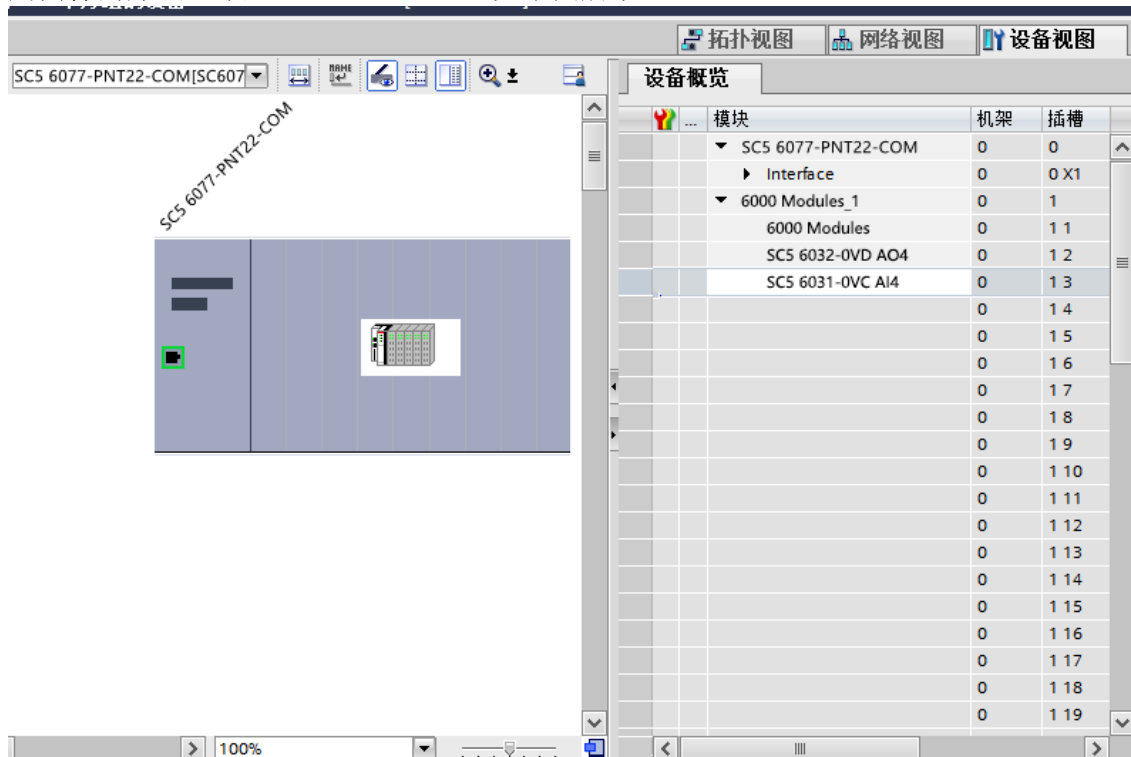 拓扑视图 网络视图 设备视图
SC5 6077-PNT22-COM[SC607
设备概览
SC5 6077-PNT22-COM
... 模块 机架 插槽
SC5 6077-PNT22-COM 0 0
Interface 0 0 X1
6000 Modules_1 0 1
6000 Modules 0 1 1
SC5 6032-0VD AO4 0 1 2
SC5 6031-0VC AI4 0 1 3
0 1 4
0 1 5
0 1 6
0 1 7
0 1 8
0 1 9
0 1 10
0 1 11
0 1 12
0 1 13
0 1 14
0 1 15
0 1 16
0 1 17
0 1 18
0 1 19
100%